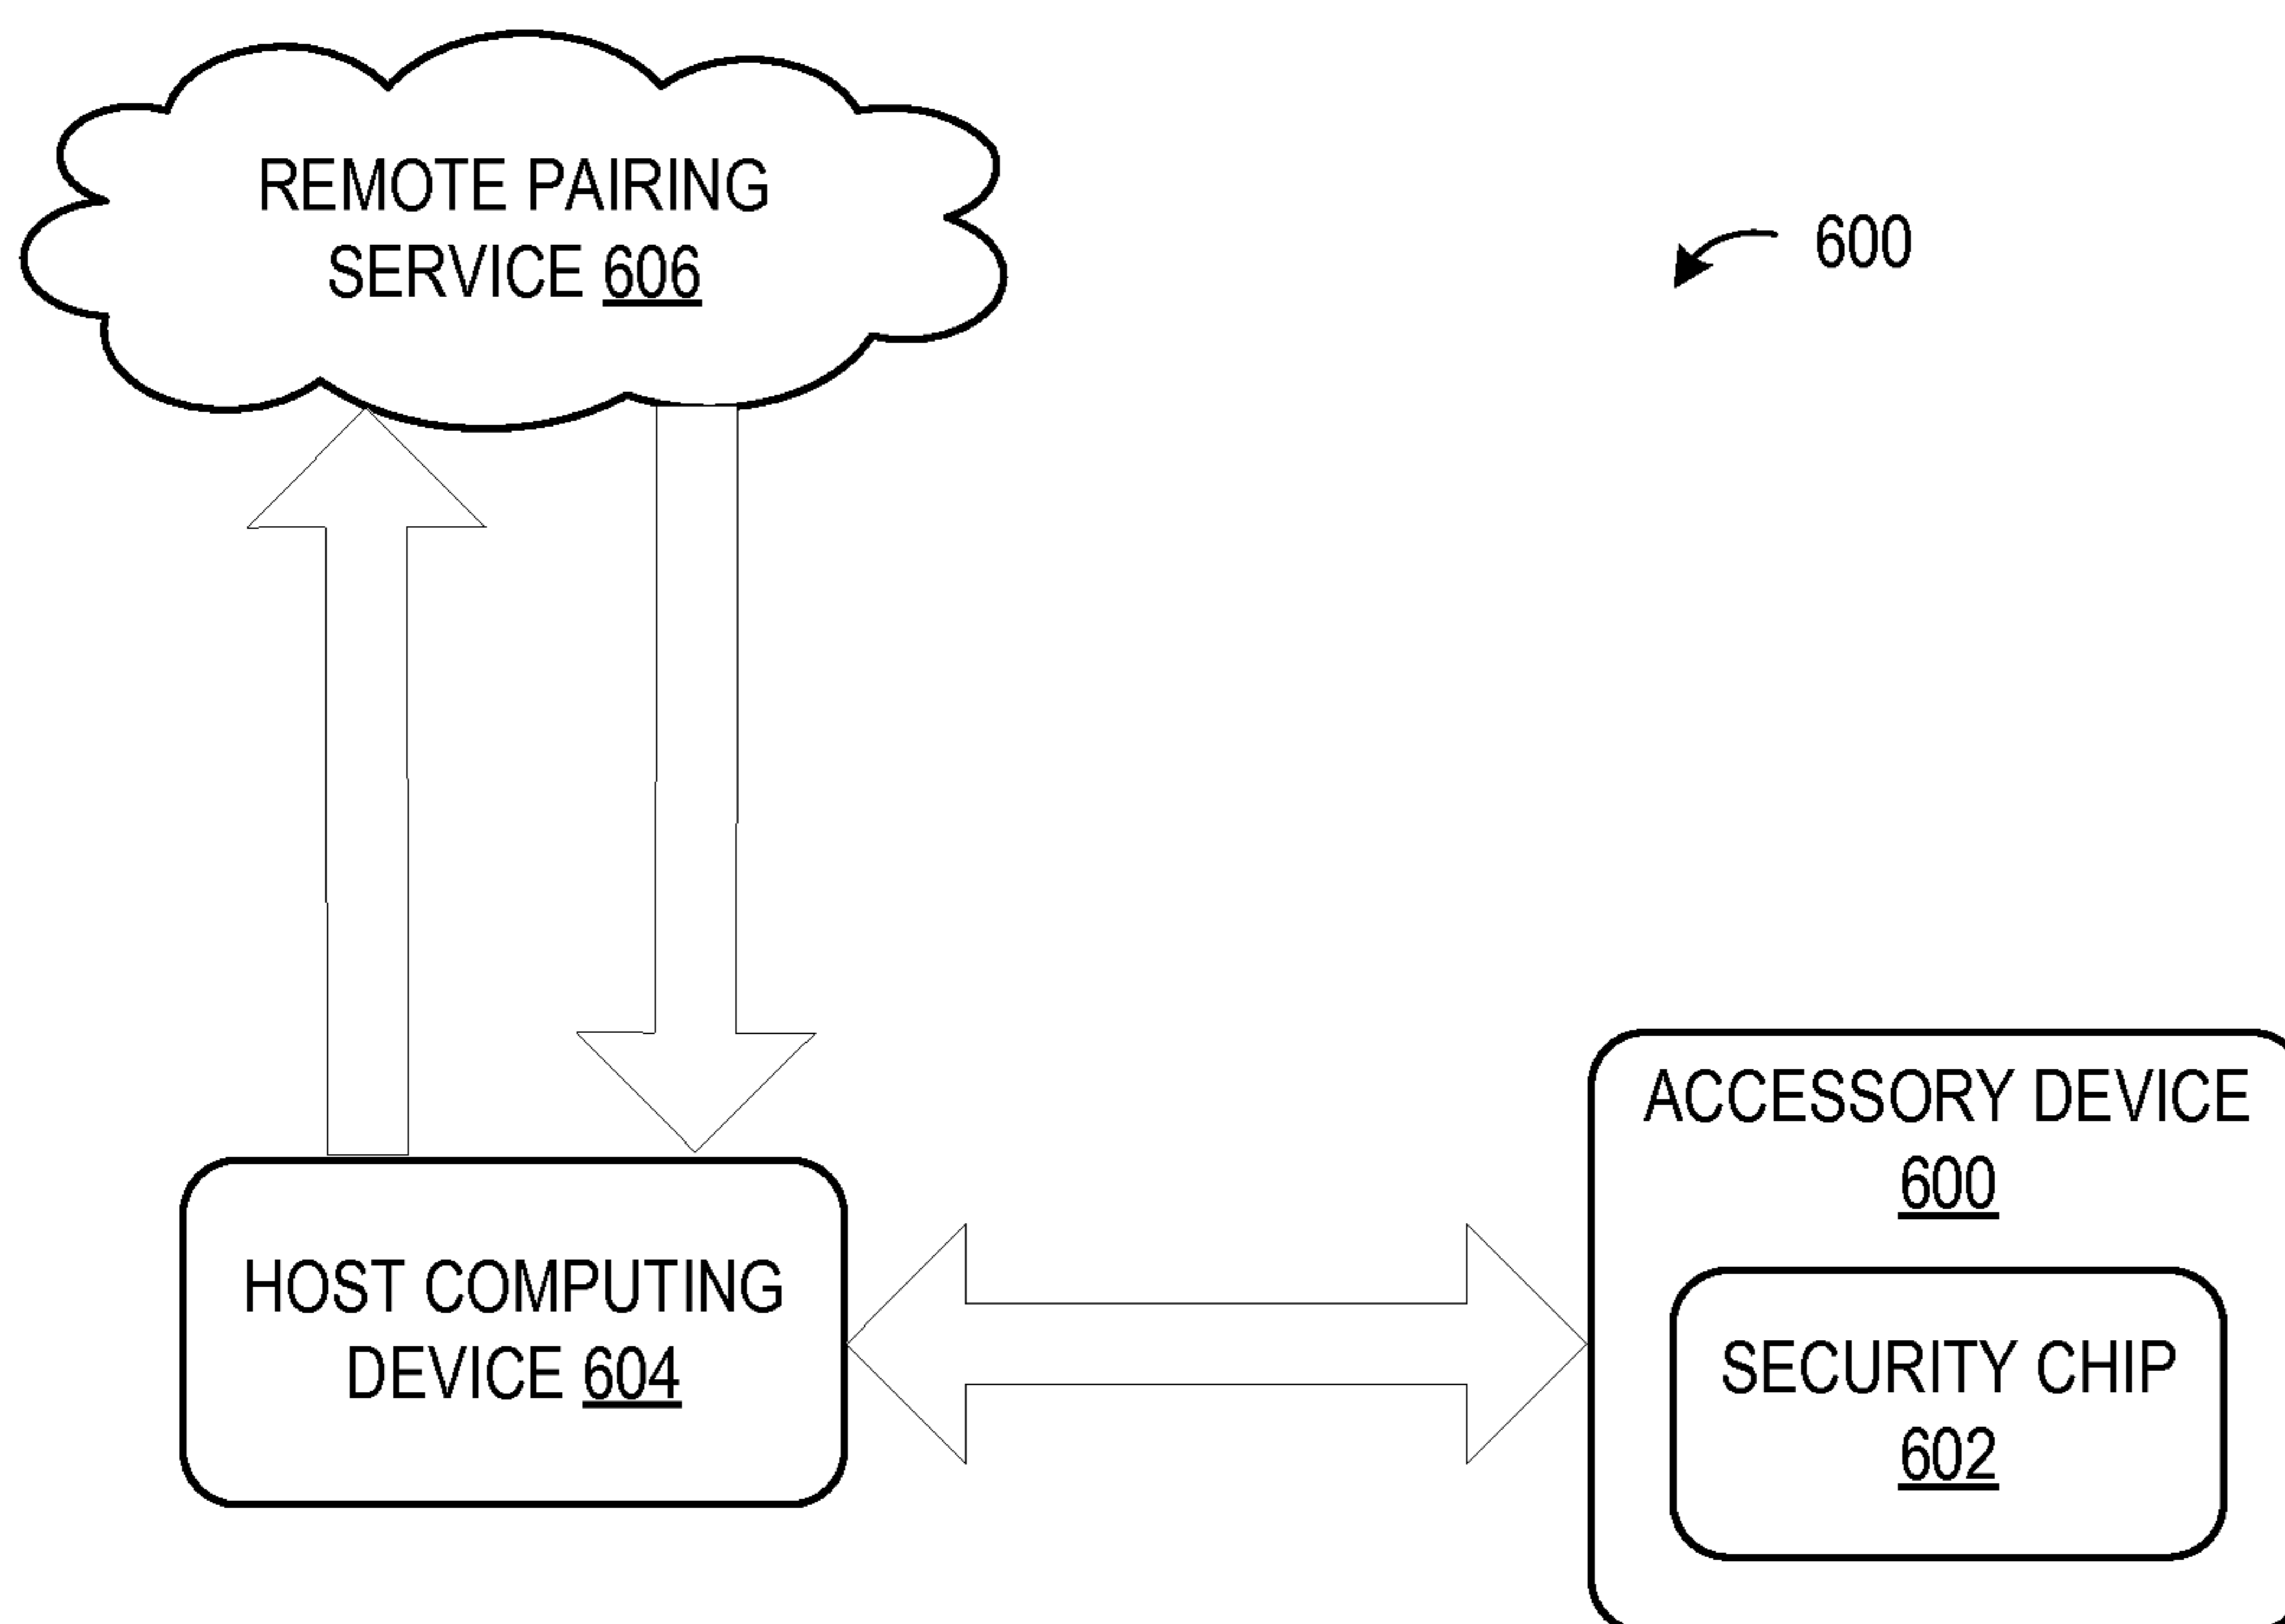 REMOTE PAIRING
SERVICE 606
600
ACCESSORY DEVICE
600
HOST COMPUTING
DEVICE 604
SECURITY CHIP
602